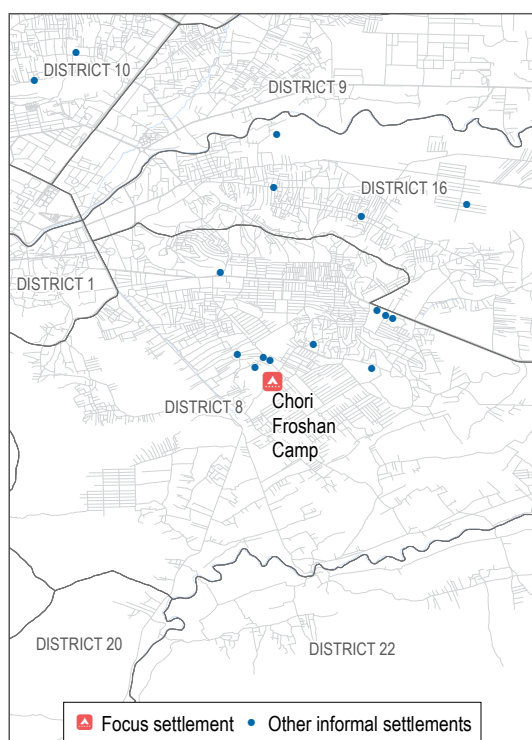 DISTRICT 10
DISTRICT 9
DISTRICT 16
DISTRICT 1
DISTRICT 8
Chori
Froshan
Camp
DISTRICT 20
DISTRICT 22
Focus settlement
Other informal settlements